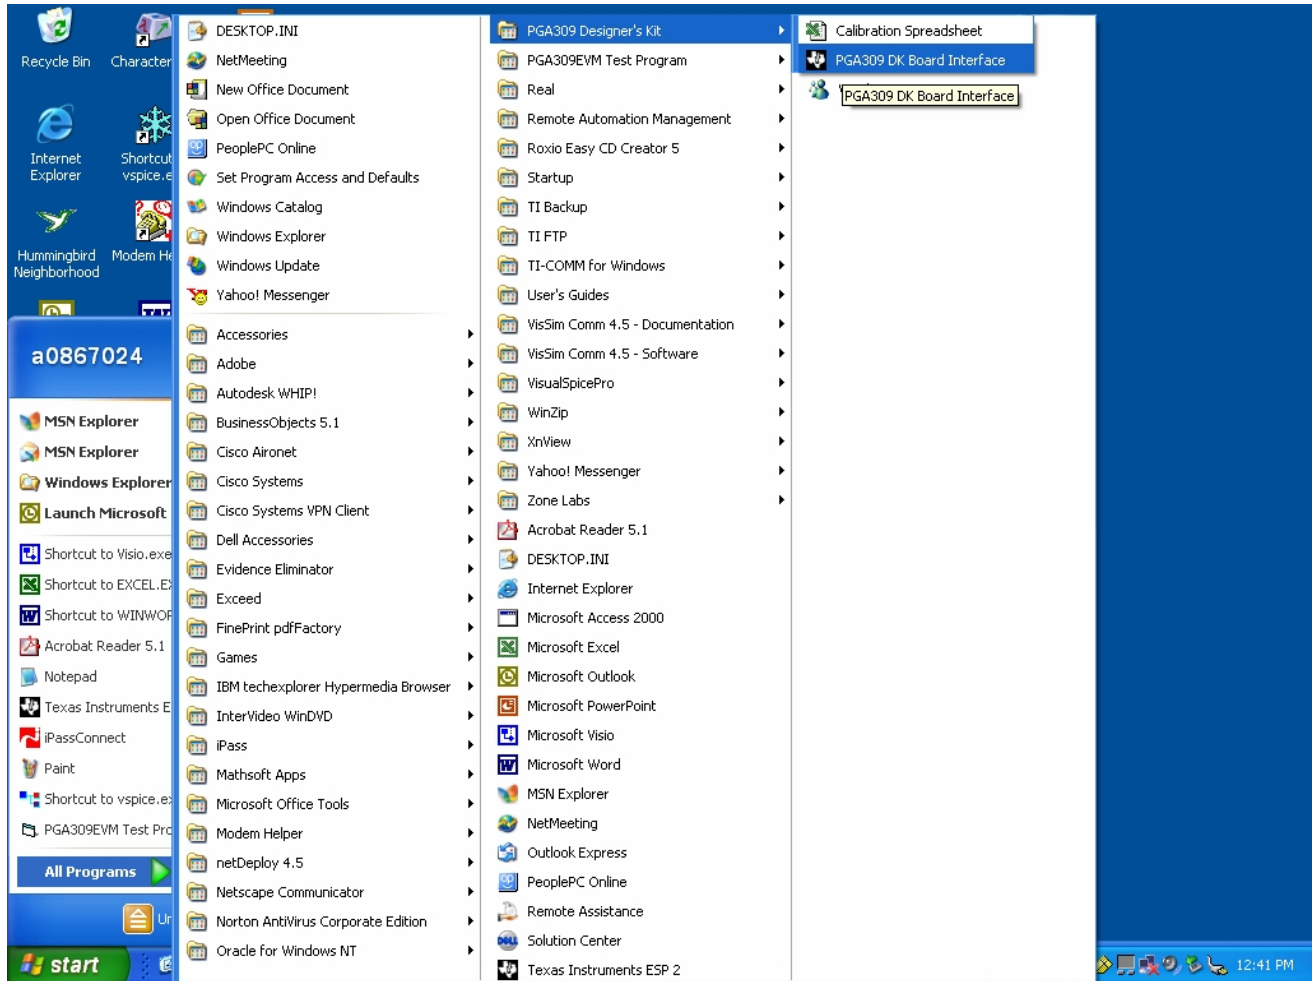 Recycle Bin
Character
Internet
Explorer
Shortcut
vspice.e
Hummingbird
Neighborhood
Modem He
a0867024
MSN Explorer
MSN Explorer
Windows Explorer
Launch Microsoft
Shortcut to Visio.exe
Shortcut to EXCEL.EX
Shortcut to WINWOR
Acrobat Reader 5.1
Notepad
Texas Instruments E
iPassConnect
Paint
Shortcut to vspice.ex
PGA309EVM Test Pro
All Programs
start
DESKTOP.INI
NetMeeting
New Office Document
Open Office Document
PeoplePC Online
Set Program Access and Defaults
Windows Catalog
Windows Explorer
Windows Update
Yahoo! Messenger
Accessories
Adobe
Autodesk WHIP!
BusinessObjects 5.1
Cisco Aironet
Cisco Systems
Cisco Systems VPN Client
Dell Accessories
Evidence Eliminator
Exceed
FinePrint pdfFactory
Games
IBM techexplorer Hypermedia Browser
InterVideo WinDVD
iPass
Mathsoft Apps
Microsoft Office Tools
Modem Helper
netDeploy 4.5
Netscape Communicator
Norton AntiVirus Corporate Edition
Oracle for Windows NT
PGA309 Designer's Kit
PGA309EVM Test Program
Real
Remote Automation Management
Roxio Easy CD Creator 5
Startup
TI Backup
TI FTP
TI-COMM for Windows
User's Guides
VisSim Comm 4.5 - Documentation
VisSim Comm 4.5 - Software
VisualSpicePro
WinZip
XnView
Yahoo! Messenger
Zone Labs
Acrobat Reader 5.1
DESKTOP.INI
Internet Explorer
Microsoft Access 2000
Microsoft Excel
Microsoft Outlook
Microsoft PowerPoint
Microsoft Visio
Microsoft Word
MSN Explorer
NetMeeting
Outlook Express
PeoplePC Online
Remote Assistance
Solution Center
Texas Instruments ESP 2
Calibration Spreadsheet
PGA309 DK Board Interface
PGA309 DK Board Interface
12:41 PM